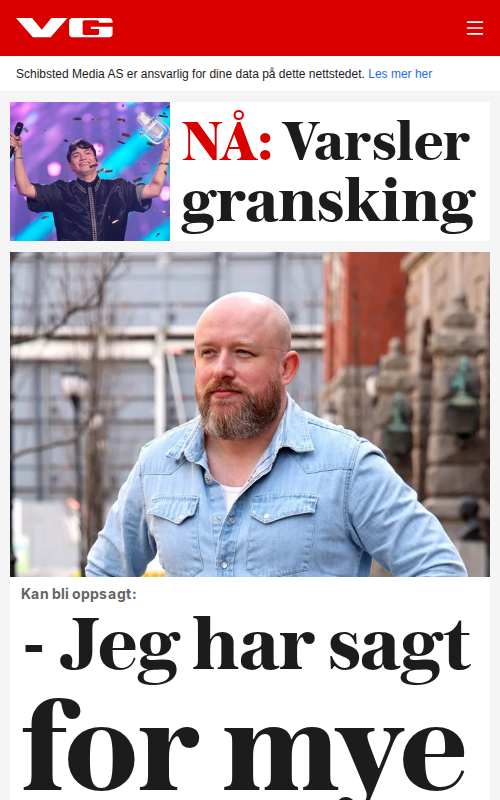 VG
Schibsted Media AS er ansvarlig for dine data på dette nettstedet. Les mer her
NÅ: Varsler
gransking
Kan bli oppsagt:
- Jeg har sagt
for mye